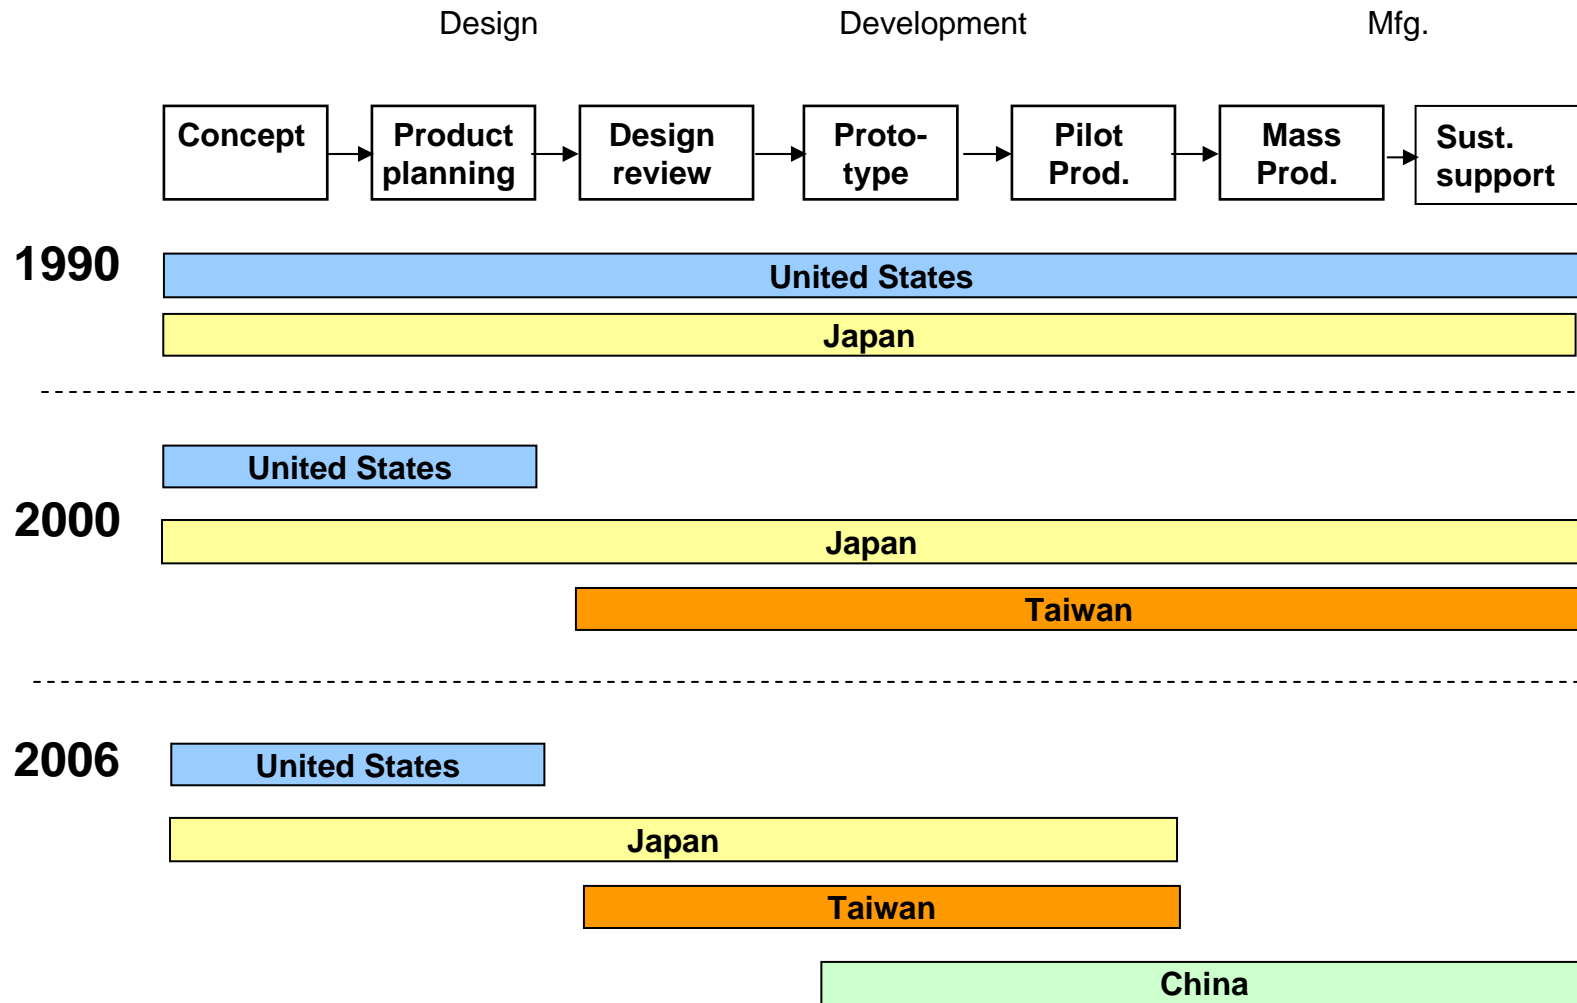 Design Development Mfg.
Concept Product planning Design review Proto- type Pilot Prod. Mass Prod. Sust. support
1990
United States
Japan
United States
2000
Japan
Taiwan
2006
United States
Japan
Taiwan
China